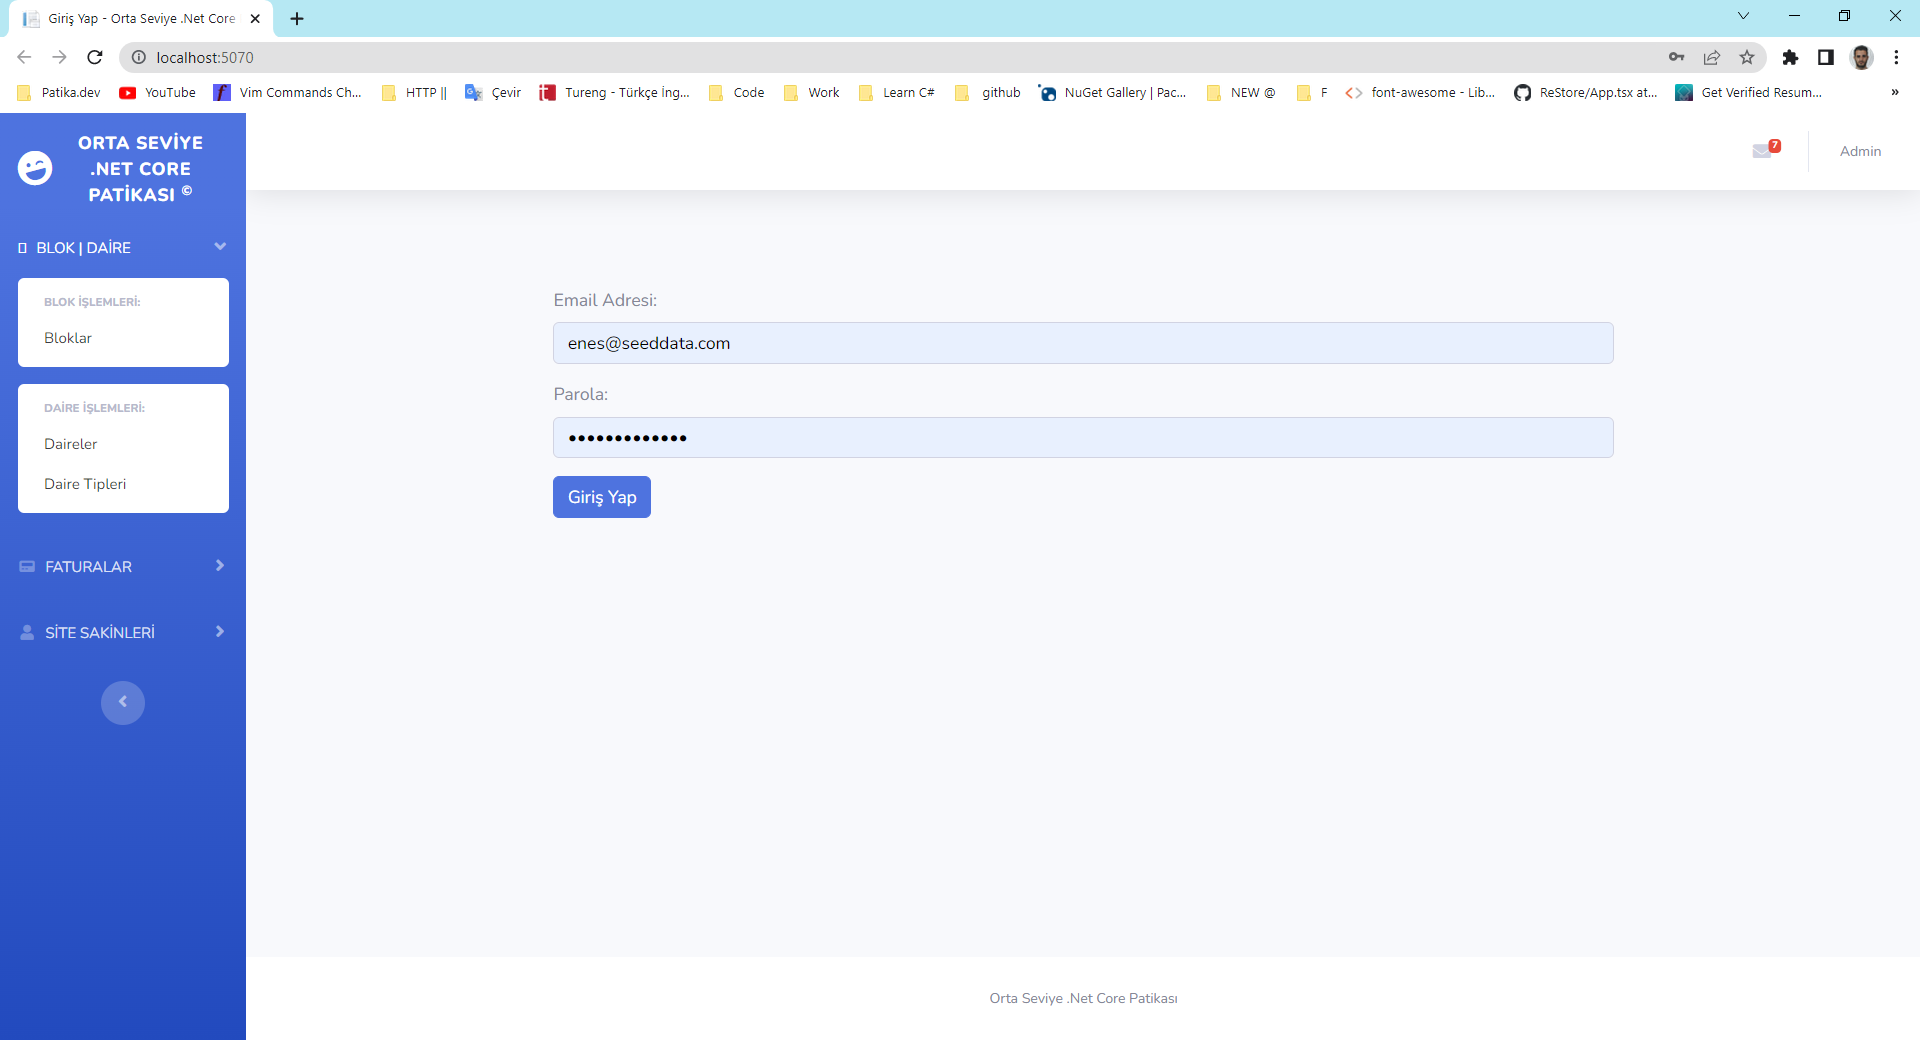 Giriş Yap - Orta Seviye .Net Core
localhost:5070
Patika.dev
YouTube
Vim Commands Ch...
HTTP ||
Çevir
Tureng - Türkçe İng...
Code
Work
Learn C#
github
NuGet Gallery | Pac...
NEW @
F
font-awesome - Lib...
ReStore/App.tsx at...
Get Verified Resum...
»
ORTA SEVİYE
.NET CORE
PATİKASI ©
BLOK | DAİRE
BLOK İŞLEMLERİ:
Bloklar
DAİRE İŞLEMLERİ:
Daireler
Daire Tipleri
FATURALAR
SİTE SAKİNLERİ
7
Admin
Email Adresi:
enes@seeddata.com
Parola:
•••••••••••••
Giriş Yap
Orta Seviye .Net Core Patikası